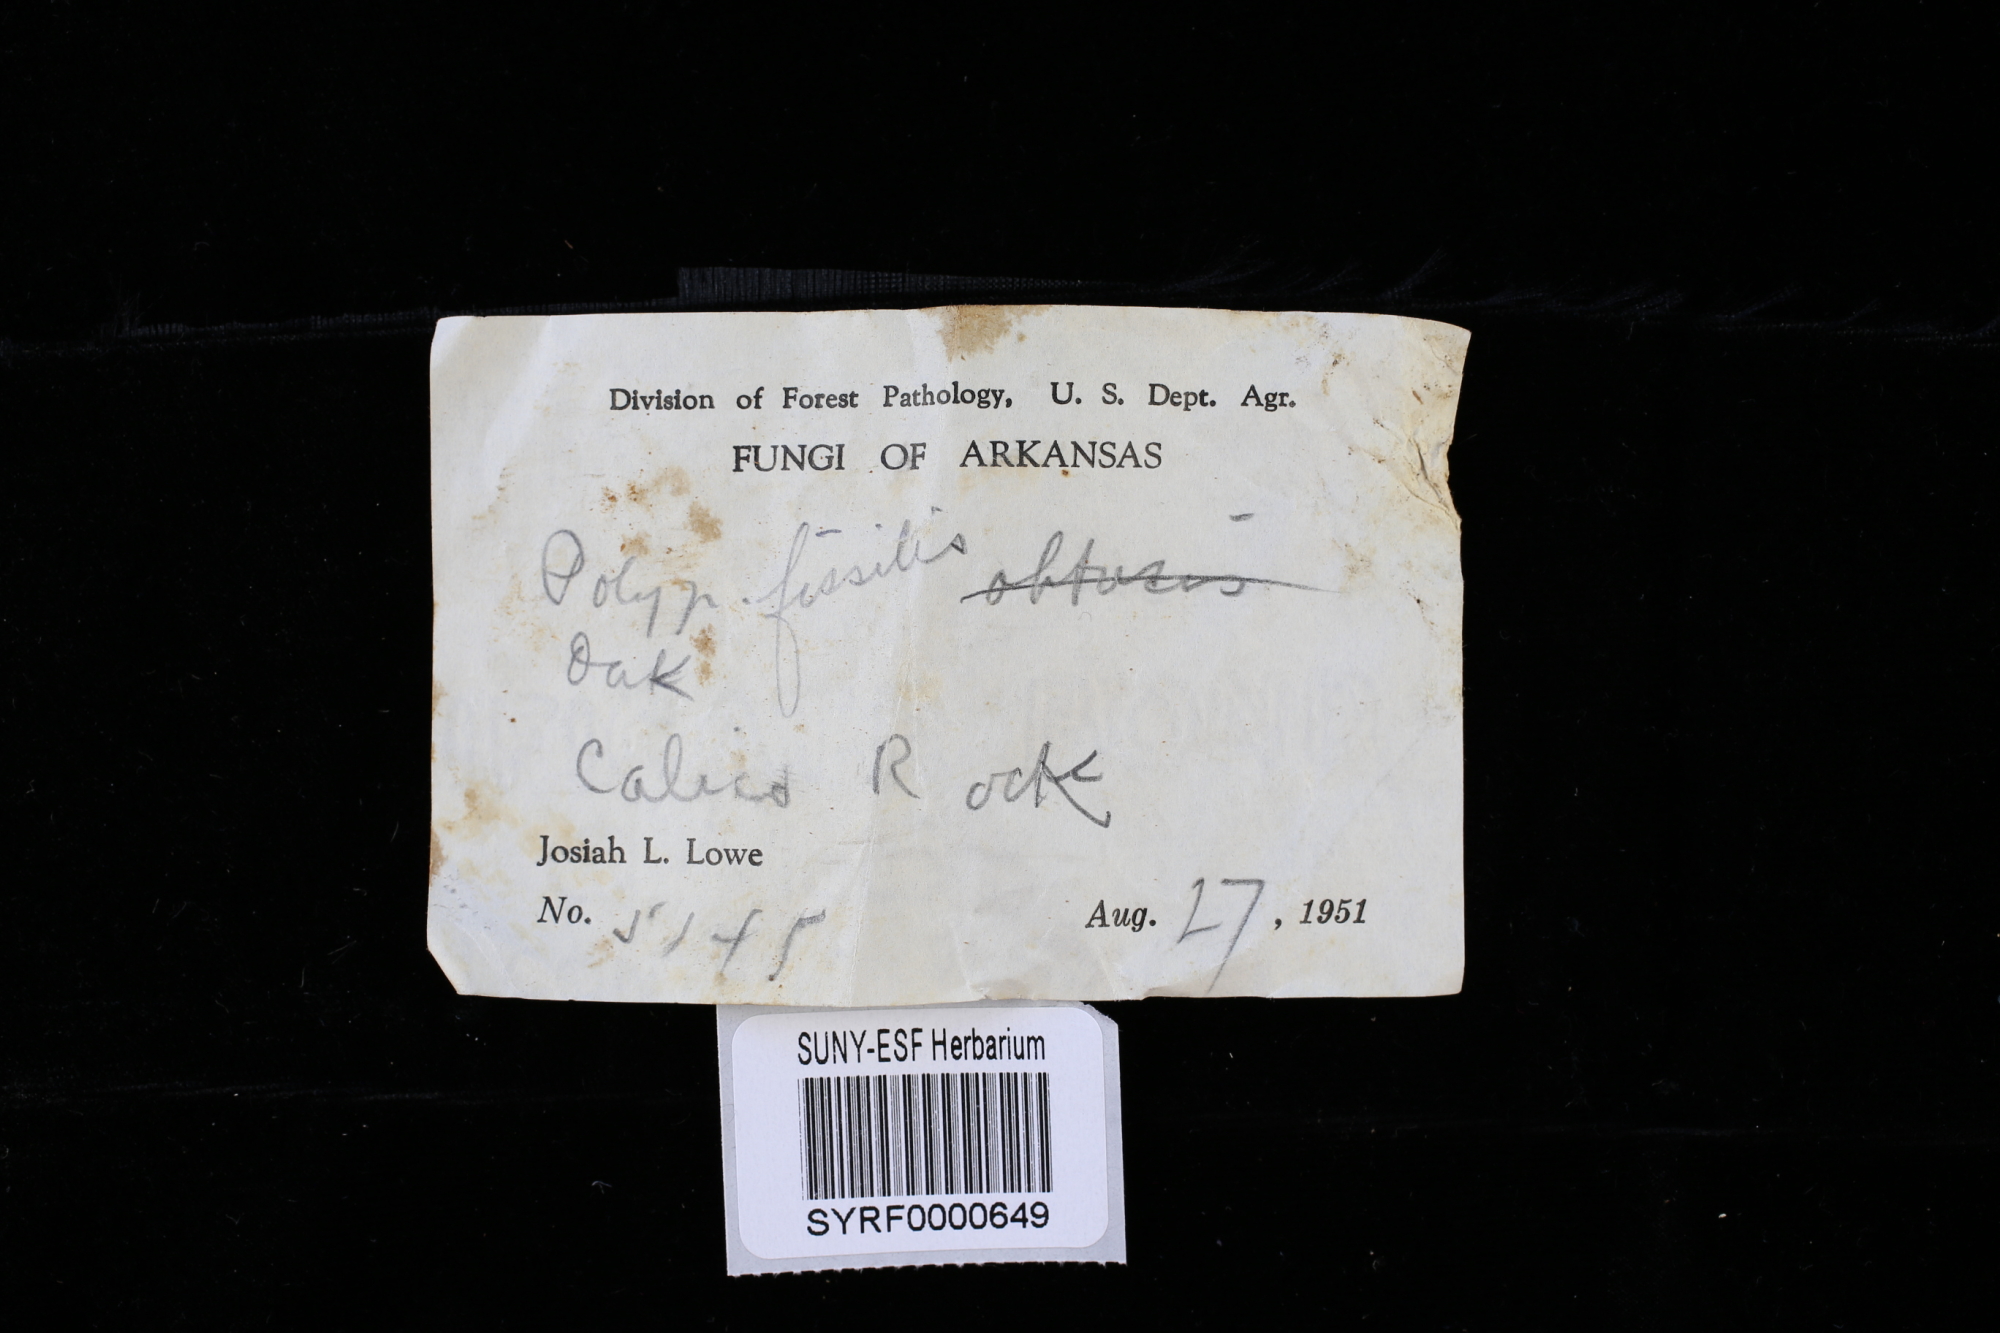 Division of Forest Pathology, U. S. Dept. Agr.
FUNGI OF ARKANSAS
Polyp. fissilis obtusus
Oak
Calico Rock
Josiah L. Lowe
No. 5145 Aug. 27, 1951
SUNY-ESF Herbarium
SYRF0000649